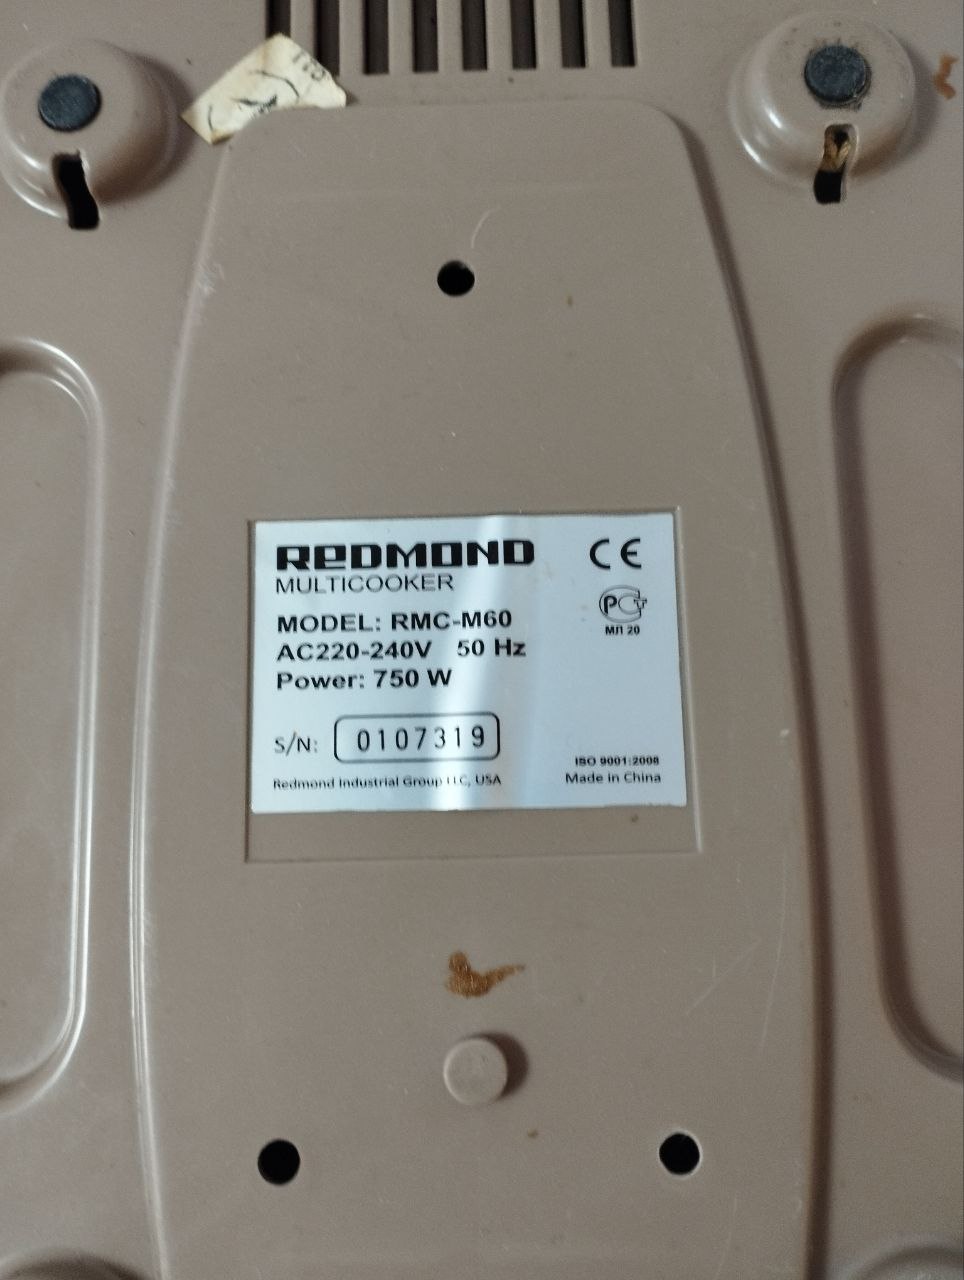 REDMOND
MULTICOOKER
MODEL: RMC-M60
AC220-240V 50 Hz
Power: 750 W
S/N: 0107319
Redmond Industrial Group LLC, USA
CE
РСТ
МЛ 20
ISO 9001:2008
Made in China